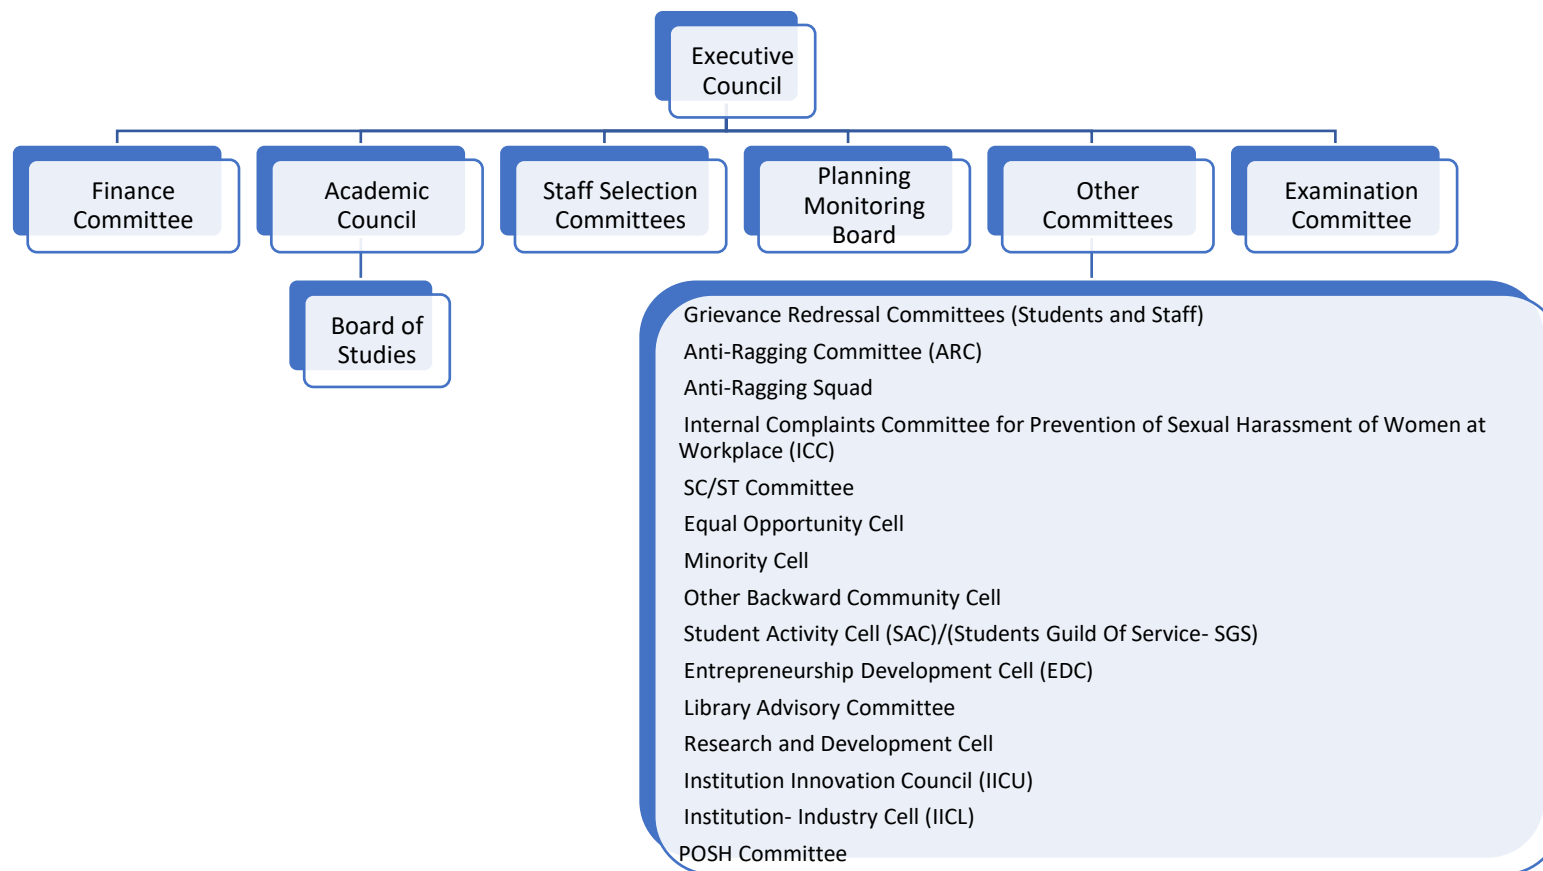 Executive
Council
Finance
Committee
Academic
Council
Staff Selection
Committees
Planning
Monitoring
Board
Other
Committees
Examination
Committee
Board of
Studies
Grievance Redressal Committees (Students and Staff)
Anti-Ragging Committee (ARC)
Anti-Ragging Squad
Internal Complaints Committee for Prevention of Sexual Harassment of Women at
Workplace (ICC)
SC/ST Committee
Equal Opportunity Cell
Minority Cell
Other Backward Community Cell
Student Activity Cell (SAC)/(Students Guild Of Service- SGS)
Entrepreneurship Development Cell (EDC)
Library Advisory Committee
Research and Development Cell
Institution Innovation Council (IICU)
Institution- Industry Cell (IICL)
POSH Committee